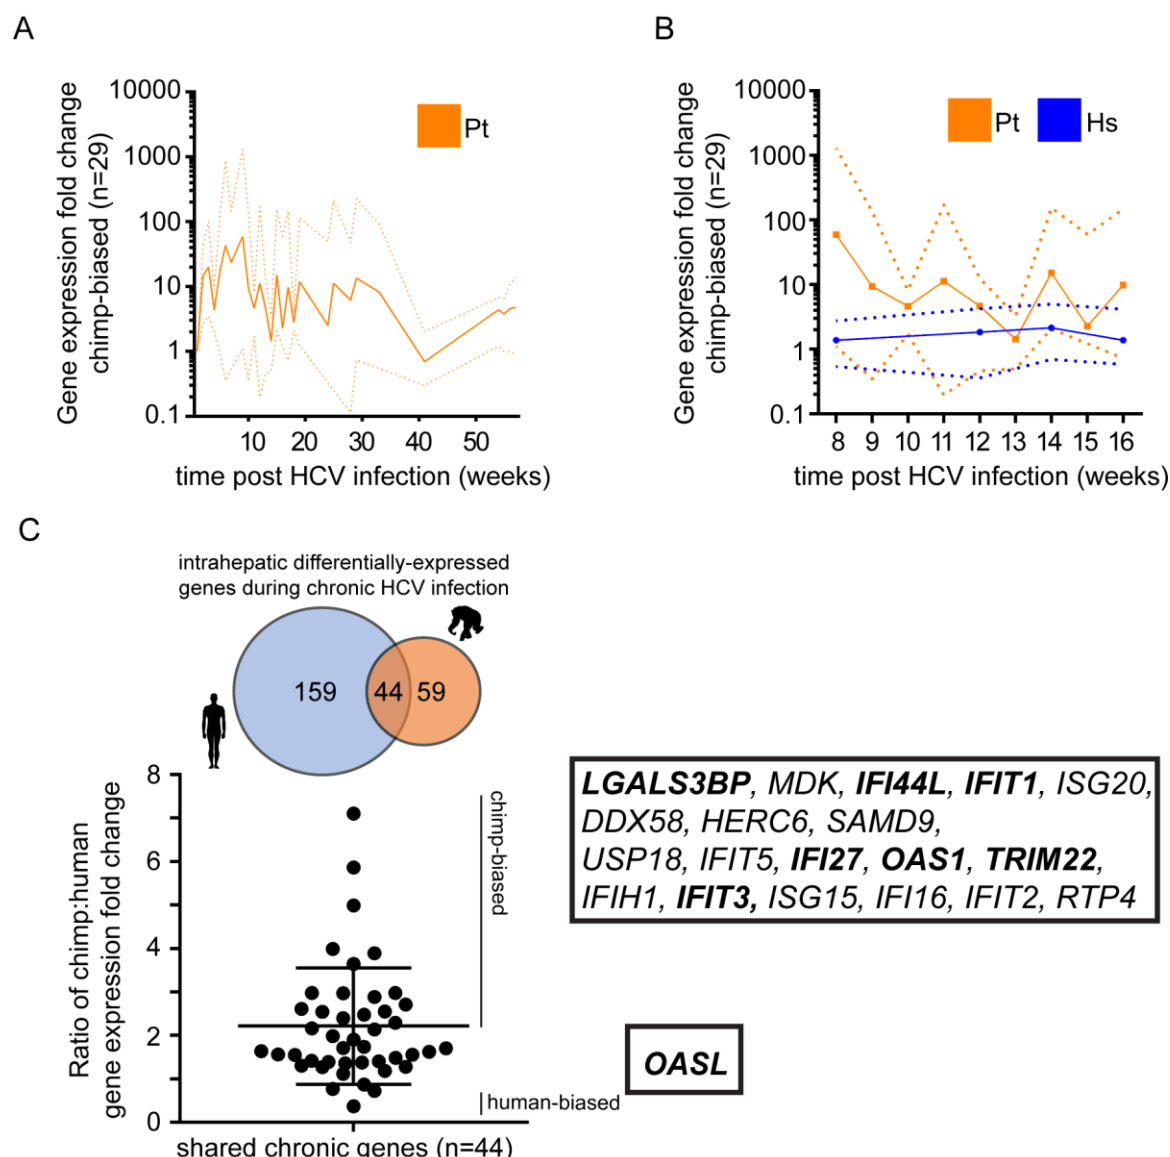 A
Gene expression fold change
chimp-biased (n=29)
10000
1000
100
10
1
0.1
Pt
10 20 30 40 50
time post HCV infection (weeks)
B
Gene expression fold change
chimp-biased (n=29)
10000
1000
100
10
1
0.1
Pt Hs
8 9 10 11 12 13 14 15 16
time post HCV infection (weeks)
C
intrahepatic differentially-expressed
genes during chronic HCV infection
159 44 59
Ratio of chimp:human
gene expression fold change
8
6
4
2
0
chimp-biased
human-biased
shared chronic genes (n=44)
LGALS3BP, MDK, IFI44L, IFIT1, ISG20,
DDX58, HERC6, SAMD9,
USP18, IFIT5, IFI27, OAS1, TRIM22,
IFIH1, IFIT3, ISG15, IFI16, IFIT2, RTP4
OASL